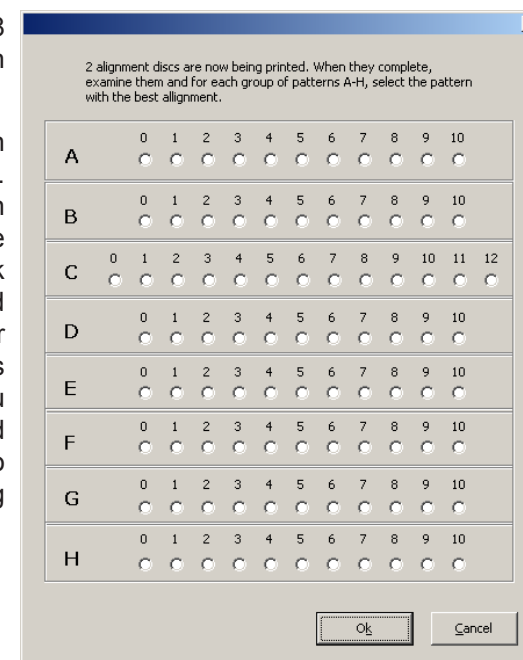 2 alignment discs are now being printed. When they complete,
examine them and for each group of patterns A-H, select the pattern
with the best allignment.
0 1 2 3 4 5 6 7 8 9 10
A
0 1 2 3 4 5 6 7 8 9 10
B
0 1 2 3 4 5 6 7 8 9 10 11 12
C
0 1 2 3 4 5 6 7 8 9 10
D
0 1 2 3 4 5 6 7 8 9 10
E
0 1 2 3 4 5 6 7 8 9 10
F
0 1 2 3 4 5 6 7 8 9 10
G
0 1 2 3 4 5 6 7 8 9 10
H
Ok Cancel